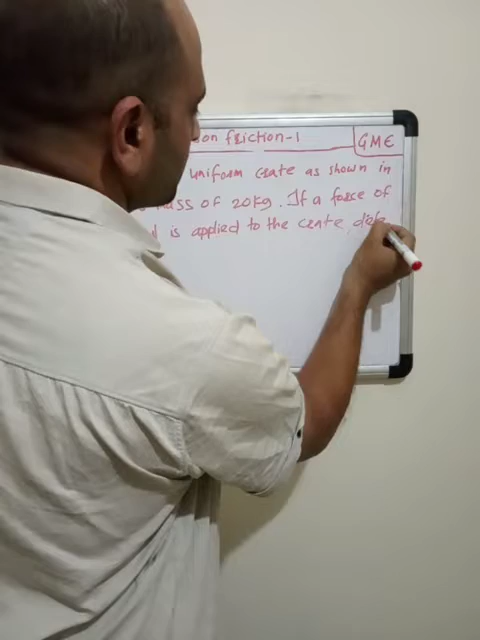 on friction-1
GME
uniform crate as shown in
mass of 20kg. If a force of
is applied to the crate, dete